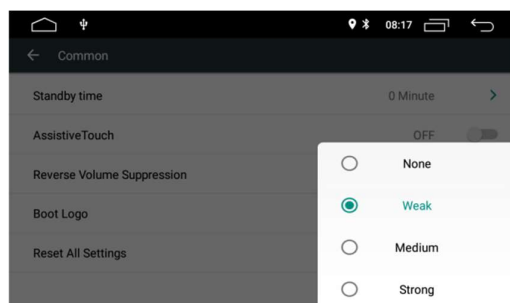 08:17
Common
Standby time 0 Minute
AssistiveTouch OFF
Reverse Volume Suppression
Boot Logo
Reset All Settings
None
Weak
Medium
Strong